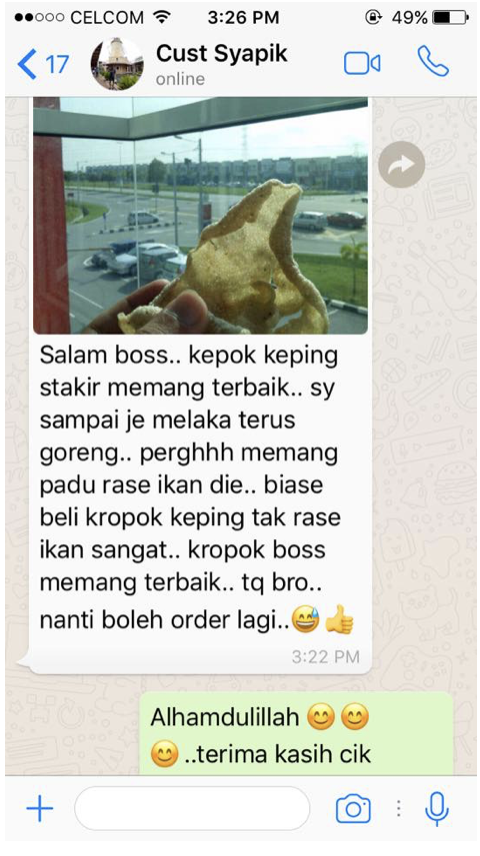 CELCOM 3:26 PM 49%
17 Cust Syapik
online
Salam boss.. kepok keping
stakir memang terbaik.. sy
sampai je melaka terus
goreng.. perghhh memang
padu rase ikan die.. biase
beli kropok keping tak rase
ikan sangat.. kropok boss
memang terbaik.. tq bro..
nanti boleh order lagi..😅👍
3:22 PM
Alhamdulillah 😊 😊
😊 ..terima kasih cik